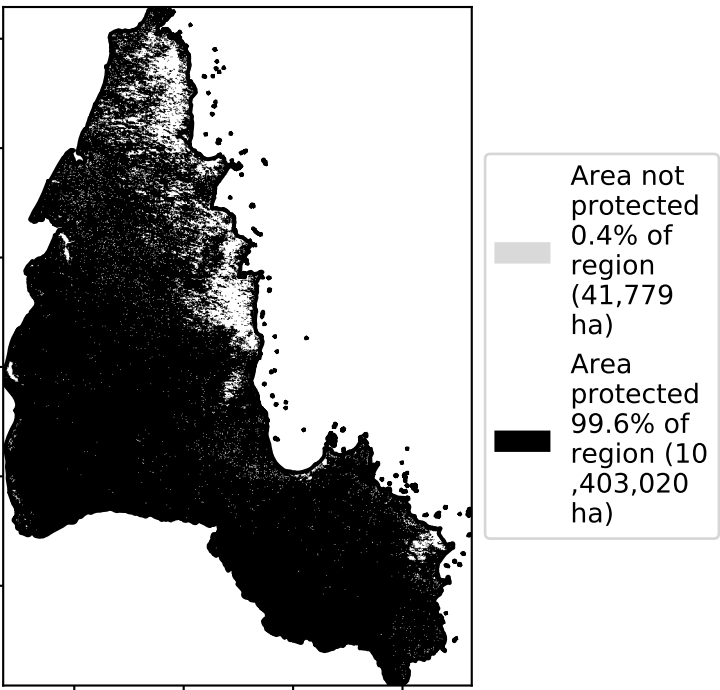 Area not
protected
0.4% of
region
(41,779
ha)
Area
protected
99.6% of
region (10
,403,020
ha)